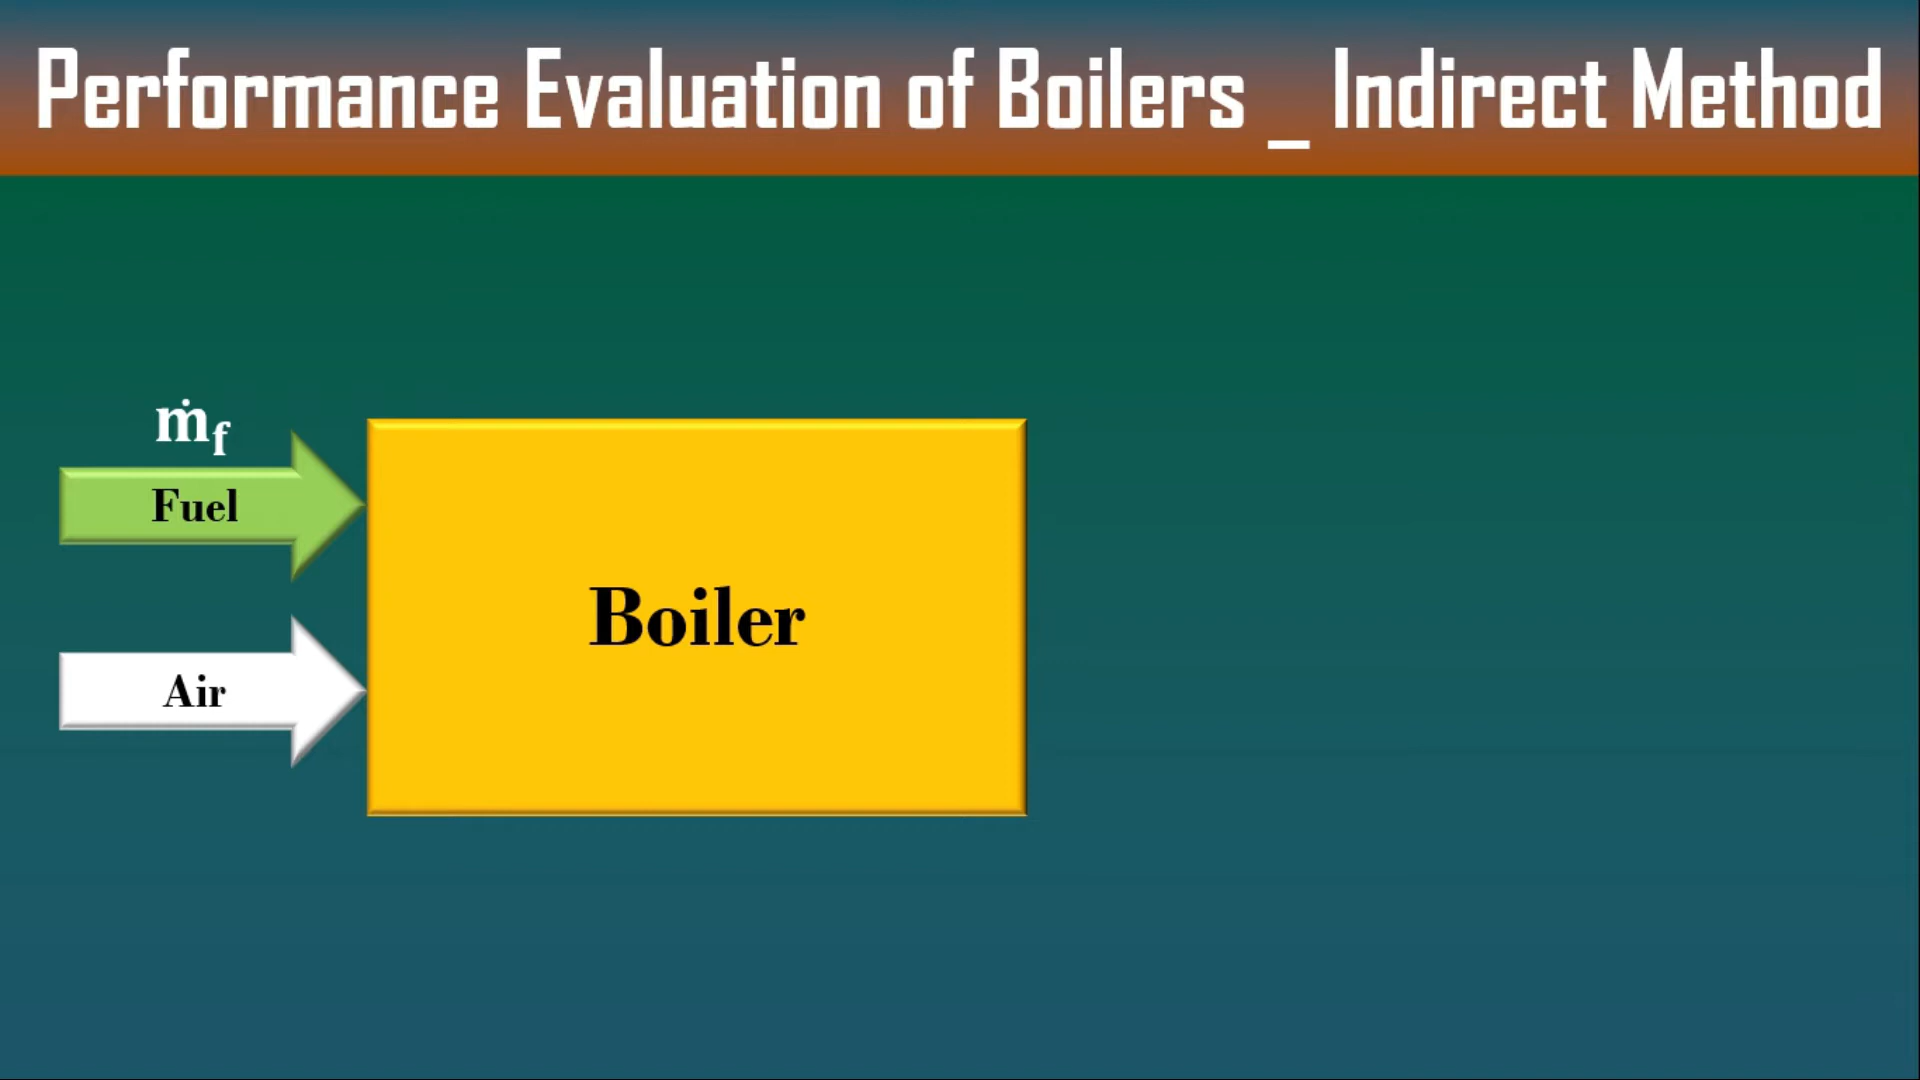 Performance Evaluation of Boilers _ Indirect Method
ṁf
Fuel
Boiler
Air